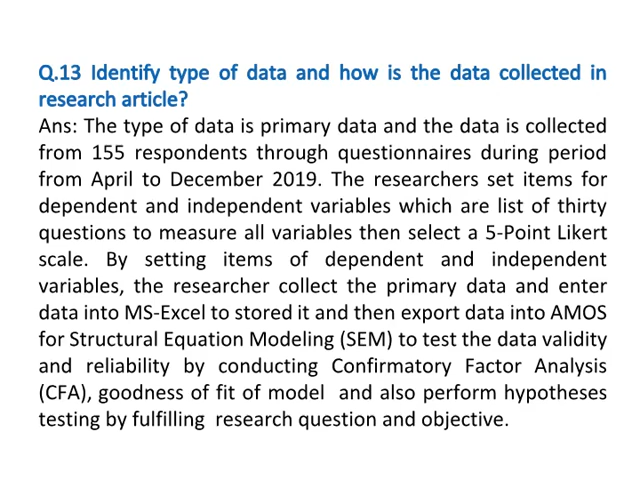 Q.13 Identify type of data and how is the data collected in
research article?
Ans: The type of data is primary data and the data is collected
from 155 respondents through questionnaires during period
from April to December 2019. The researchers set items for
dependent and independent variables which are list of thirty
questions to measure all variables then select a 5-Point Likert
scale. By setting items of dependent and independent
variables, the researcher collect the primary data and enter
data into MS-Excel to stored it and then export data into AMOS
for Structural Equation Modeling (SEM) to test the data validity
and reliability by conducting Confirmatory Factor Analysis
(CFA), goodness of fit of model and also perform hypotheses
testing by fulfilling research question and objective.